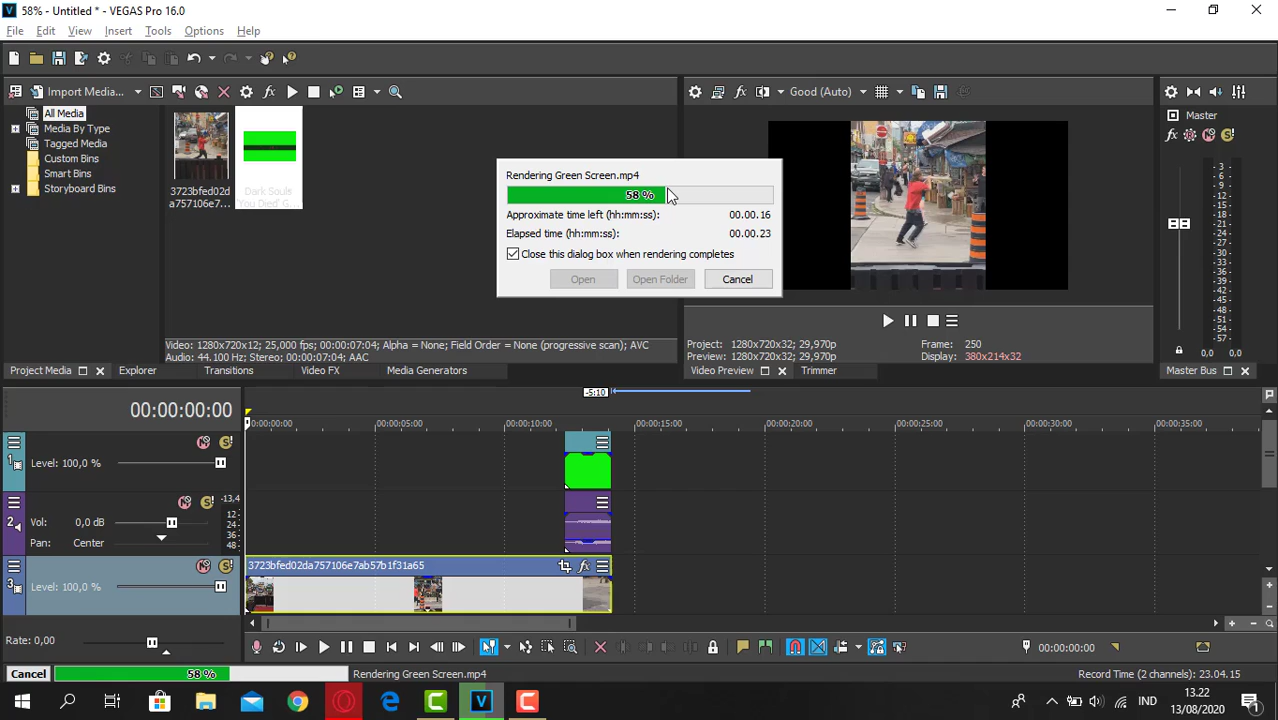 58% - Untitled * - VEGAS Pro 16.0
File Edit View Insert Tools Options Help
Import Media...
Good (Auto)
All Media
Media By Type
Tagged Media
Custom Bins
Smart Bins
Storyboard Bins
3723bfed02d
a757106e7...
Dark Souls
'You Died' G...
Rendering Green Screen.mp4
58 %
Approximate time left (hh:mm:ss): 00.00.16
Elapsed time (hh:mm:ss): 00.00.23
Close this dialog box when rendering completes
Open Open Folder Cancel
Master
-3
-6
-9
-12
-15
-18
-21
-24
-27
-30
-33
-36
-39
-42
-45
-48
-51
-54
-57
0,0 0,0
Video: 1280x720x12; 25,000 fps; 00:00:07:04; Alpha = None; Field Order = None (progressive scan); AVC
Audio: 44.100 Hz; Stereo; 00:00:07:04; AAC
Project: 1280x720x32; 29,970p Frame: 250
Preview: 1280x720x32; 29,970p Display: 380x214x32
Project Media Explorer Transitions Video FX Media Generators
Video Preview Trimmer
Master Bus
-5:10
00:00:00:00
00:00:00:00 00:00:05:00 00:00:10:00 00:00:15:00 00:00:20:00 00:00:25:00 00:00:30:00 00:00:35:00
1
Level: 100,0 %
2
Vol: 0,0 dB
Pan: Center
-13,4
12
24
36
48
3
Level: 100,0 %
3723bfed02da757106e7ab57b1f31a65
Rate: 0,00
00:00:00:00
Cancel 58 % Rendering Green Screen.mp4 Record Time (2 channels): 23.04.15
IND
13.22
13/08/2020
1